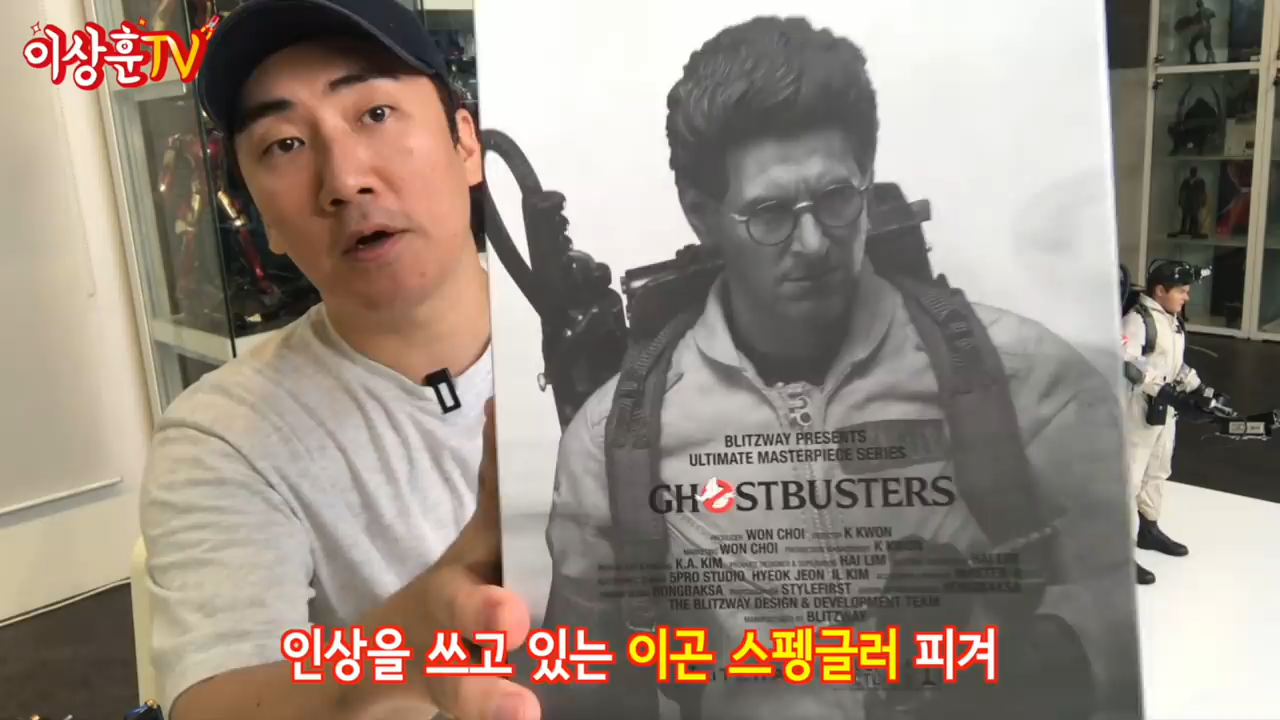 이상훈TV
BLITZWAY PRESENTS
ULTIMATE MASTERPIECE SERIES
GHOSTBUSTERS
WON CHOI K KWON
WON CHOI
K.A. KIM HAI LIM HAI LIM
5PRO STUDIO, HYEOK JEON IL KIM
STYLEFIRST
THE BLITZWAY DESIGN & DEVELOPMENT TEAM
BLITZWAY
인상을 쓰고 있는 이곤 스펭글러 피겨